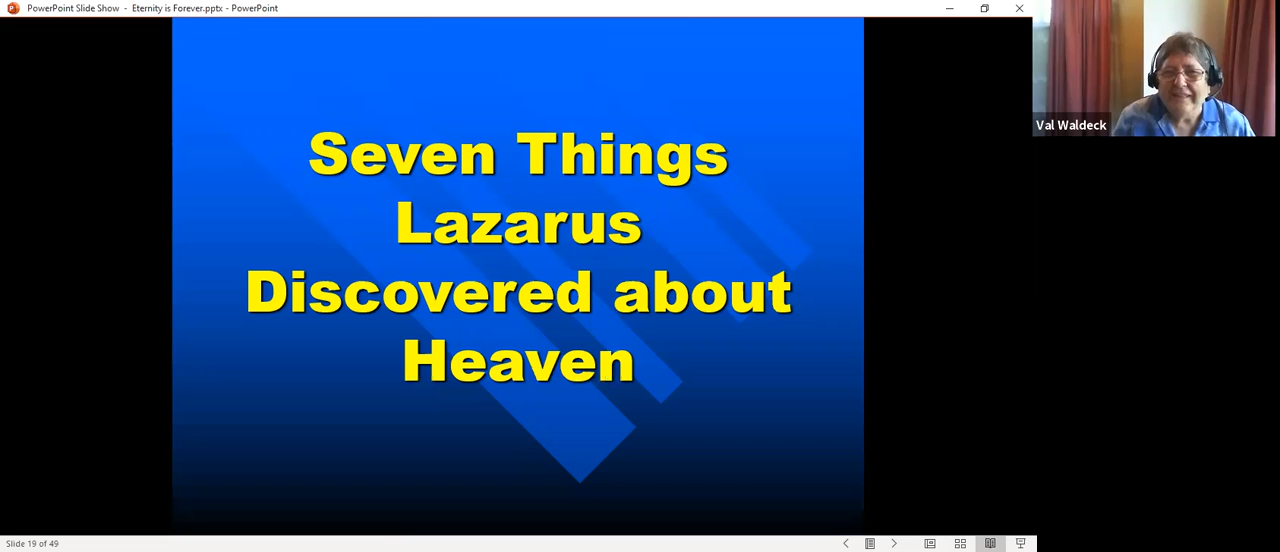 PowerPoint Slide Show - Eternity is Forever.pptx - PowerPoint
Val Waldeck
Seven Things
Lazarus
Discovered about
Heaven
Slide 19 of 49